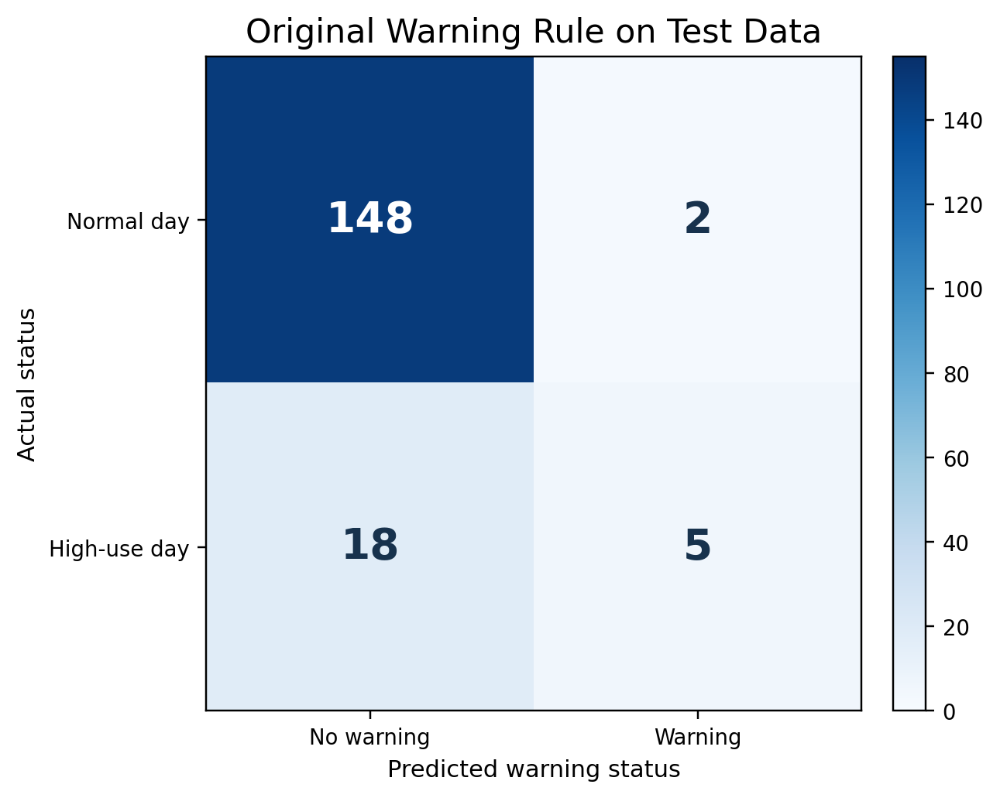 Original Warning Rule on Test Data
Actual status
Normal day
148
2
High-use day
18
5
No warning
Warning
Predicted warning status
140
120
100
80
60
40
20
0